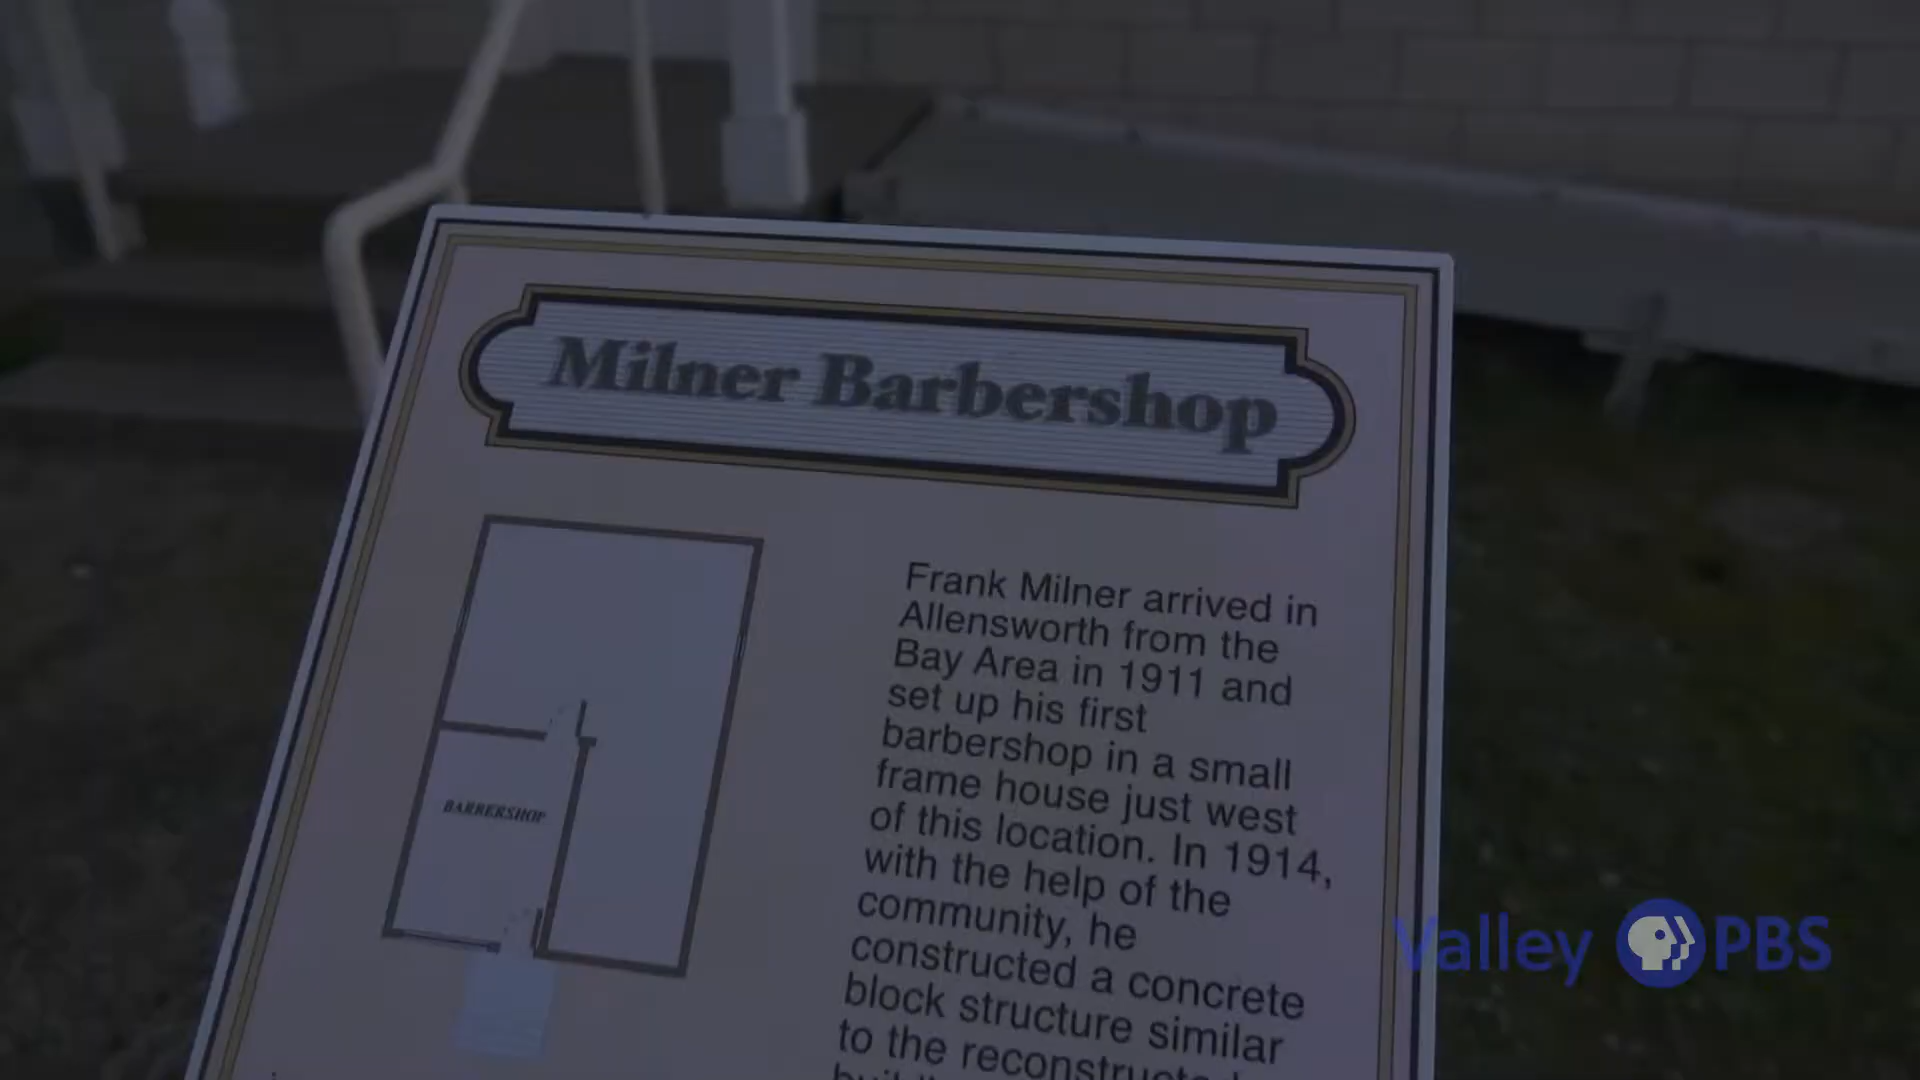 Milner Barbershop
BARBERSHOP
Frank Milner arrived in
Allensworth from the
Bay Area in 1911 and
set up his first
barbershop in a small
frame house just west
of this location. In 1914,
with the help of the
community, he
constructed a concrete
block structure similar
to the reconstructed
Valley PBS